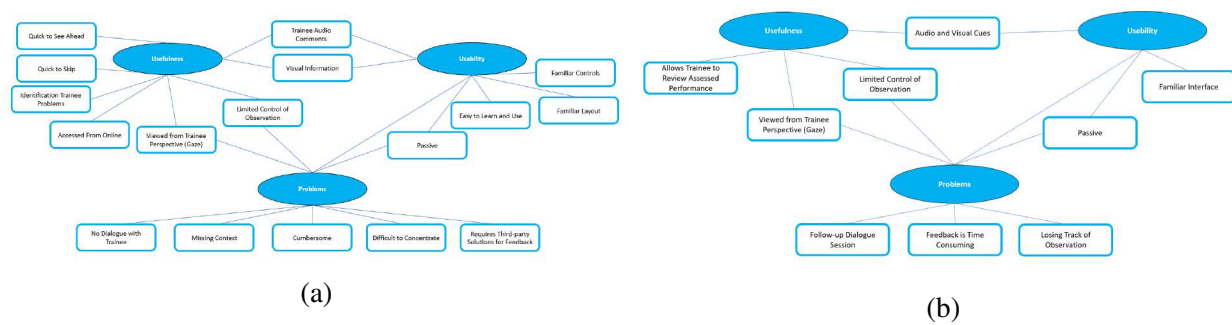 Quick to See Ahead
Usefulness
Trainee Audio
Comments
Usability
Quick to Skip
Visual Information
Familiar Controls
Identification Trainee
Problems
Limited Control of
Observation
Familiar Layout
Easy to Learn and Use
Accessed From Online
Viewed from Trainee
Perspective (Gaze)
Passive
Problems
No Dialogue with
Trainee
Missing Context
Cumbersome
Difficult to Concentrate
Requires Third-party
Solutions for Feedback
(a)
Usefulness
Audio and Visual Cues
Usability
Allows Trainee to
Review Assessed
Performance
Limited Control of
Observation
Familiar Interface
Viewed from Trainee
Perspective (Gaze)
Passive
Problems
Follow-up Dialogue
Session
Feedback is Time
Consuming
Losing Track of
Observation
(b)